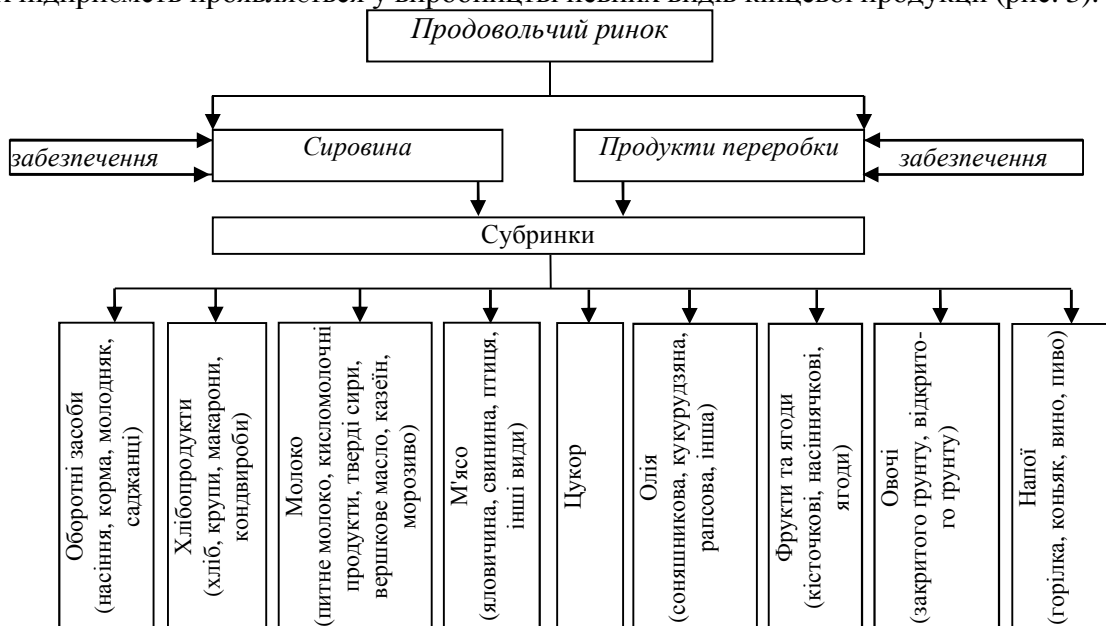 підприємств проявляється у виробництві певних видів кінцевої продукції (рис. 3).
Продовольчий ринок
забезпечення
Сировина
Продукти переробки
забезпечення
Субринки
Оборотні засоби
(насіння, корма, молодняк,
саджанці)
Хлібопродукти
(хліб, крупи, макарони,
кондвироби)
Молоко
(питне молоко, кисломолочні
продукти, тверді сири,
вершкове масло, казеїн,
морозиво)
М'ясо
(яловичина, свинина, птиця,
інші види)
Цукор
Олія
(соняшникова, кукурудзяна,
рапсова, інша)
Фрукти та ягоди
(кісточкові, насіннячкові,
ягоди)
Овочі
(закритого ґрунту, відкрито-
го ґрунту)
Напої
(горілка, коньяк, вино, пиво)